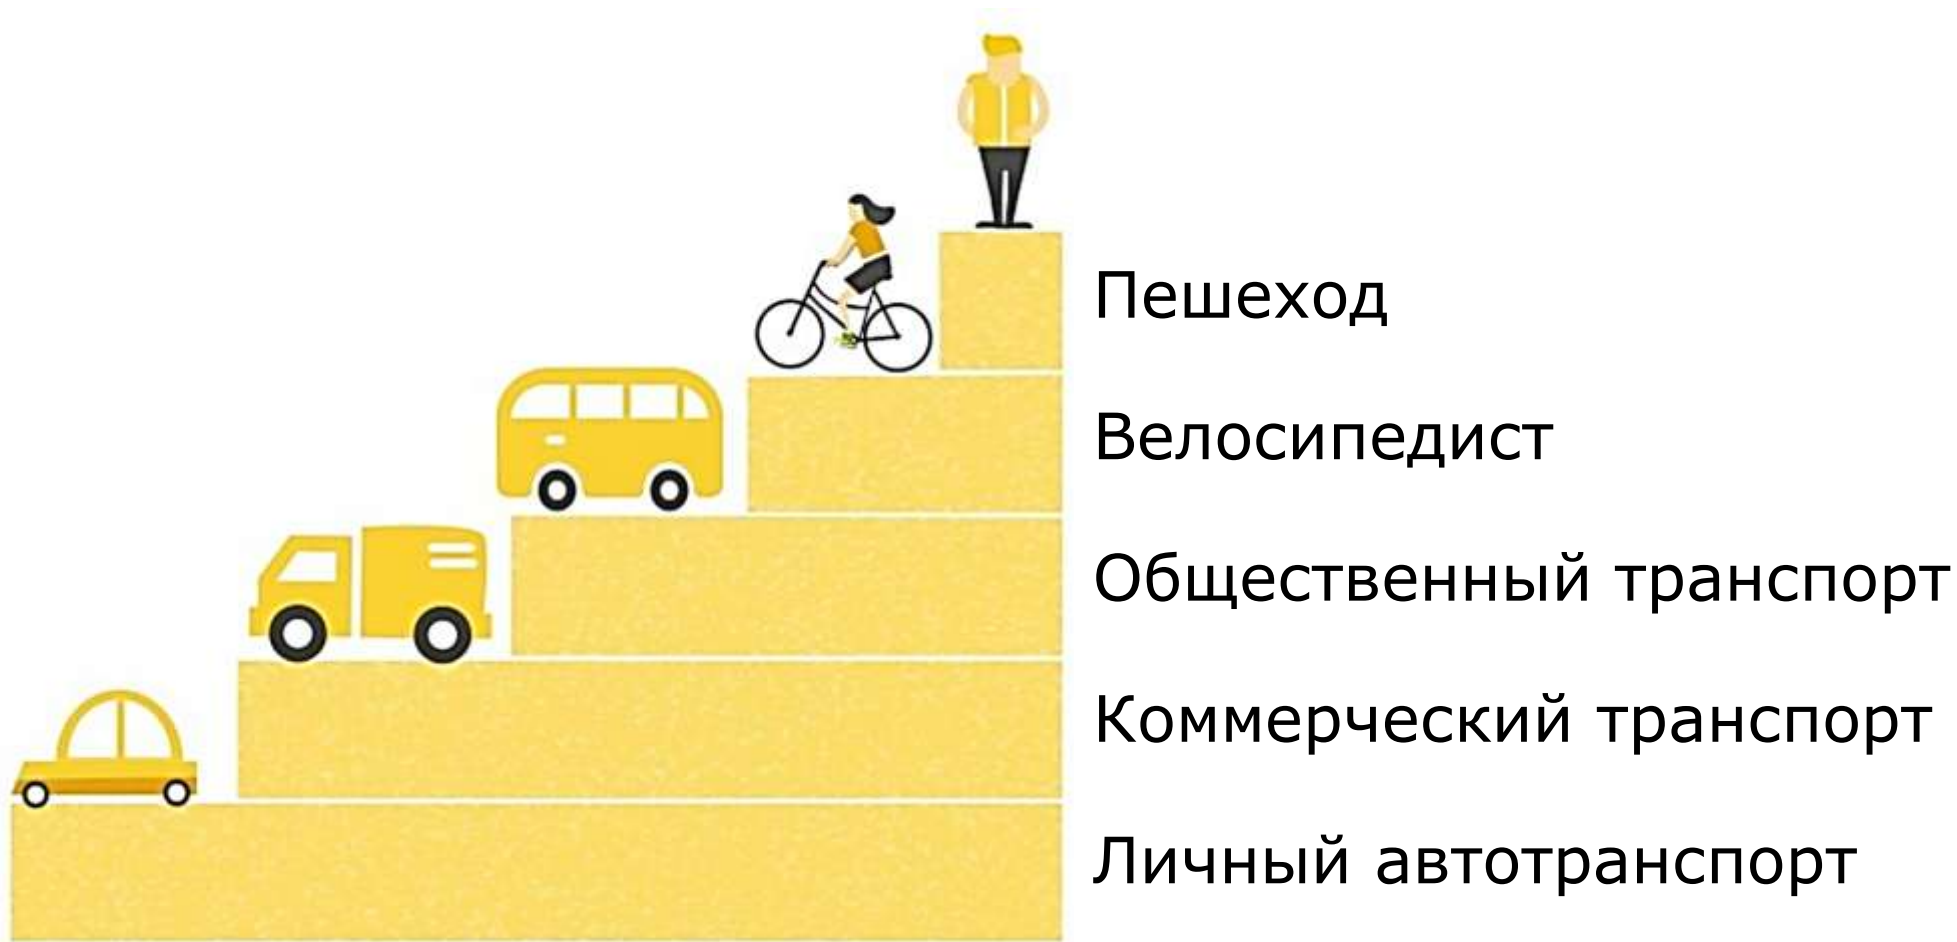 Пешеход
Велосипедист
Общественный транспорт
Коммерческий транспорт
Личный автотранспорт